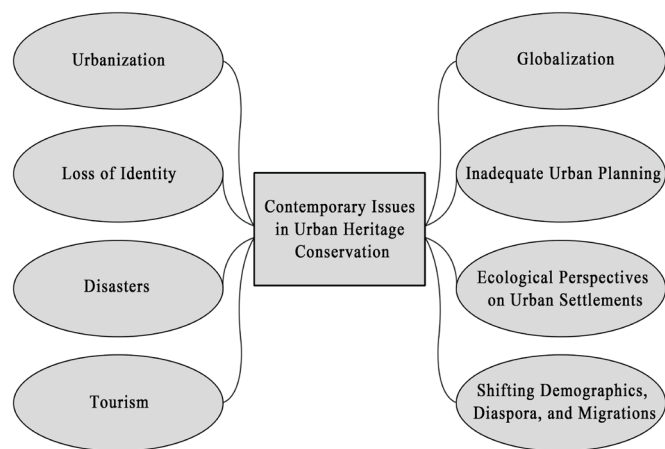 Urbanization
Loss of Identity
Disasters
Tourism
Contemporary Issues
in Urban Heritage
Conservation
Globalization
Inadequate Urban Planning
Ecological Perspectives
on Urban Settlements
Shifting Demographics,
Diaspora, and Migrations